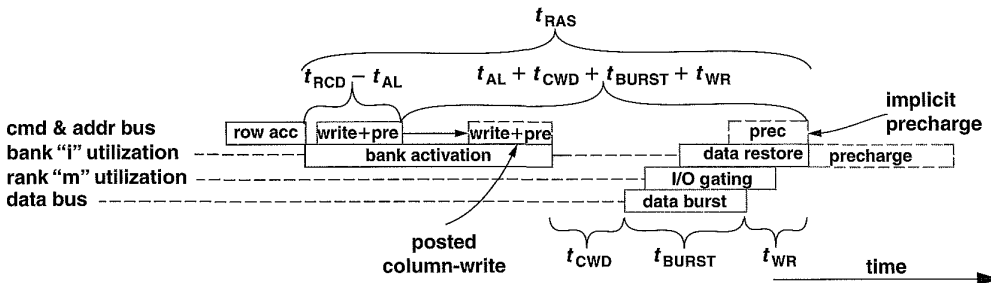 tRAS
tRCD – tAL
tAL + tCWD + tBURST + tWR
implicit
precharge
cmd & addr bus
row acc
write+pre
write+pre
prec
bank "i" utilization
bank activation
data restore
precharge
rank "m" utilization
I/O gating
data bus
data burst
posted
column-write
tCWD
tBURST
tWR
time